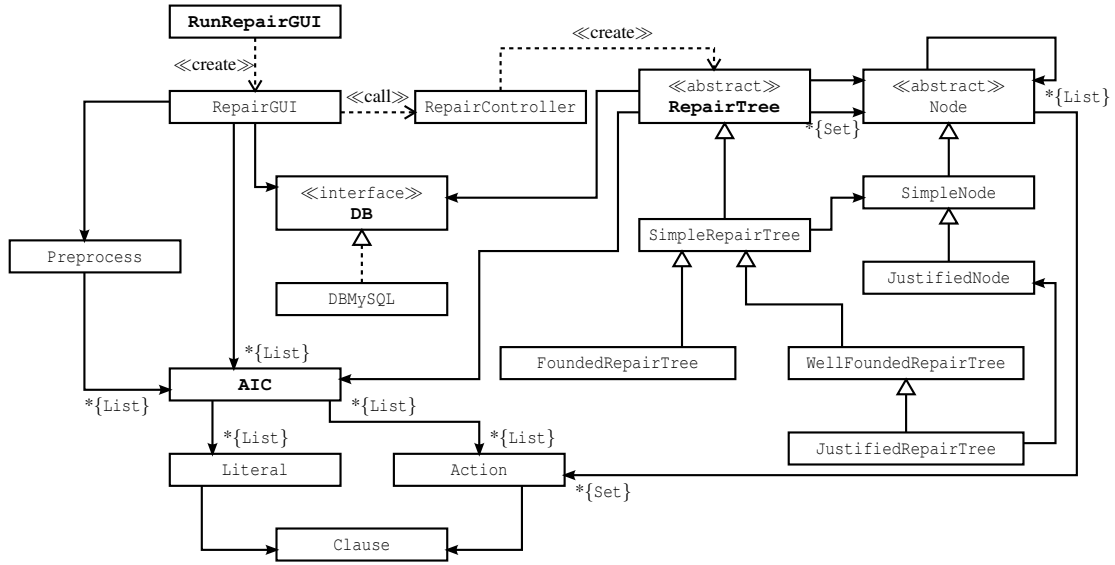 RunRepairGUI
≪create≫
≪create≫
RepairGUI
≪call≫
RepairController
≪abstract≫
RepairTree
*{Set}
≪abstract≫
Node
*{List}
≪interface≫
DB
SimpleNode
SimpleRepairTree
Preprocess
DBMySQL
JustifiedNode
*{List}
FoundedRepairTree
WellFoundedRepairTree
AIC
*{List}
*{List}
*{List}
*{List}
JustifiedRepairTree
Literal
Action
*{Set}
Clause